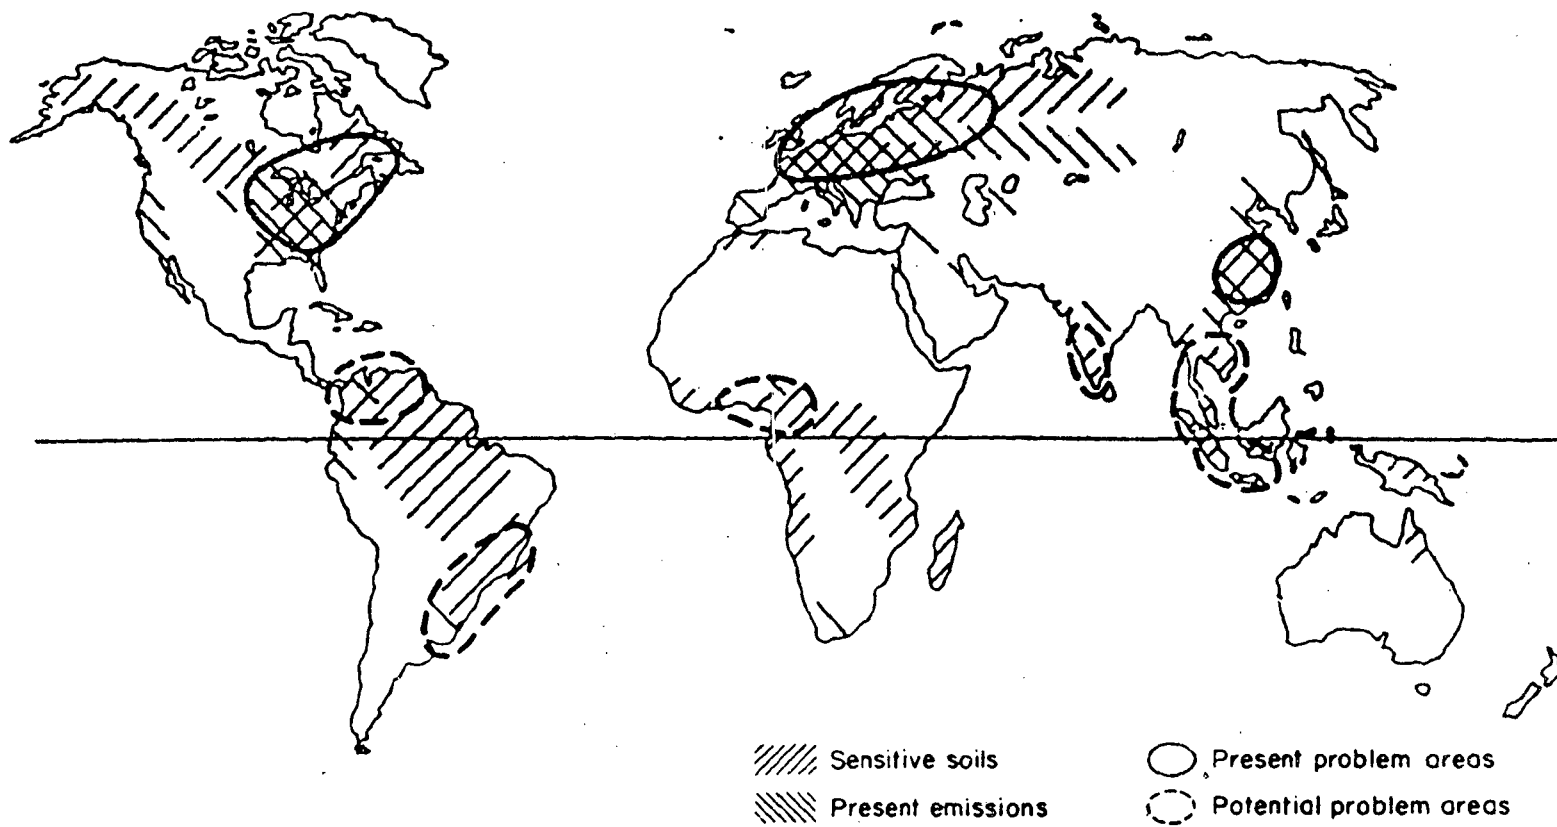 Sensitive soils
Present problem areas
Present emissions
Potential problem areas